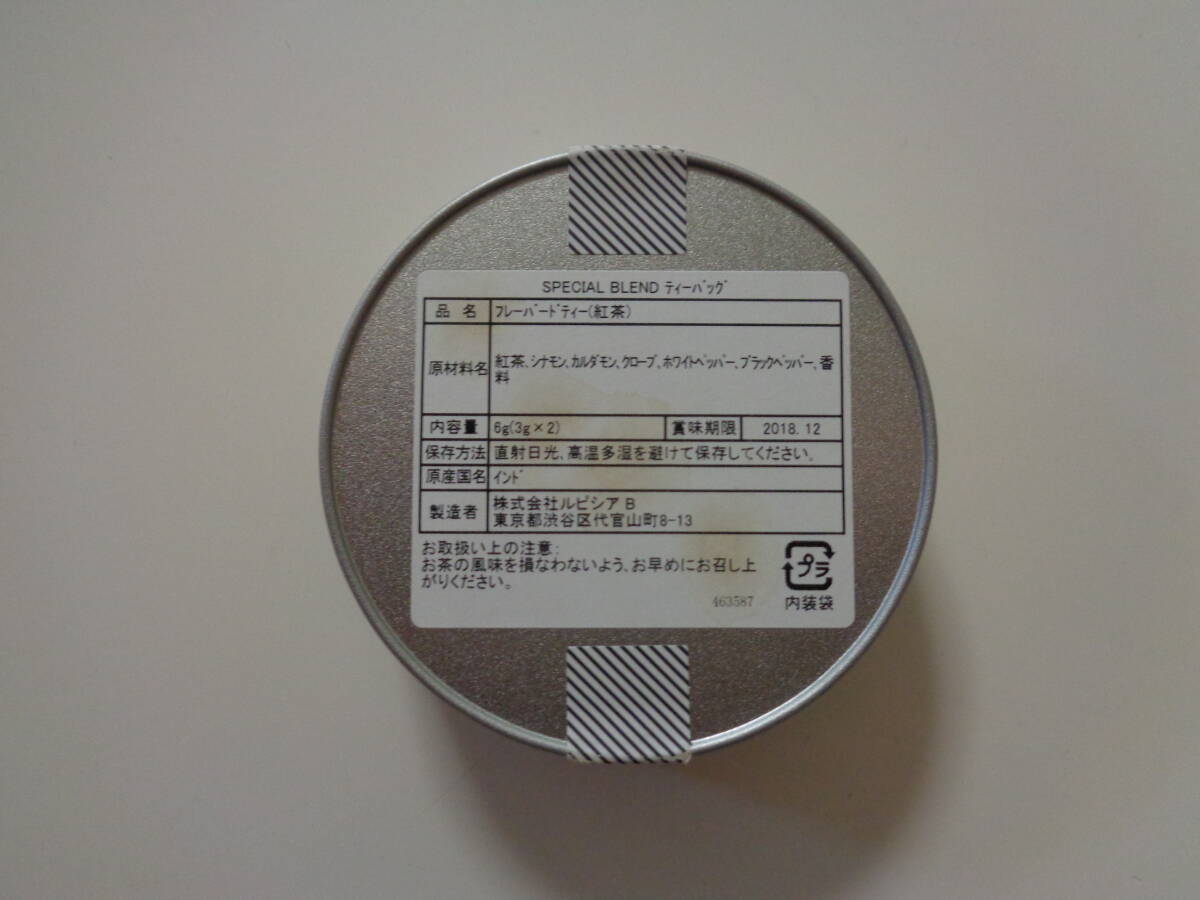 SPECIAL BLEND ティーバッグ
品 名 フレーバードティー(紅茶)
原材料名 紅茶、シナモン、カルダモン、クローブ、ホワイトペッパー、ブラックペッパー、香
料
内容量 6g(3g×2) 賞味期限 2018.12
保存方法 直射日光、高温多湿を避けて保存してください。
原産国名 インド
製造者 株式会社ルピシア B
東京都渋谷区代官山町8-13
お取扱い上の注意:
お茶の風味を損なわないよう、お早めにお召し上
がりください。
プラ
463587 内装袋